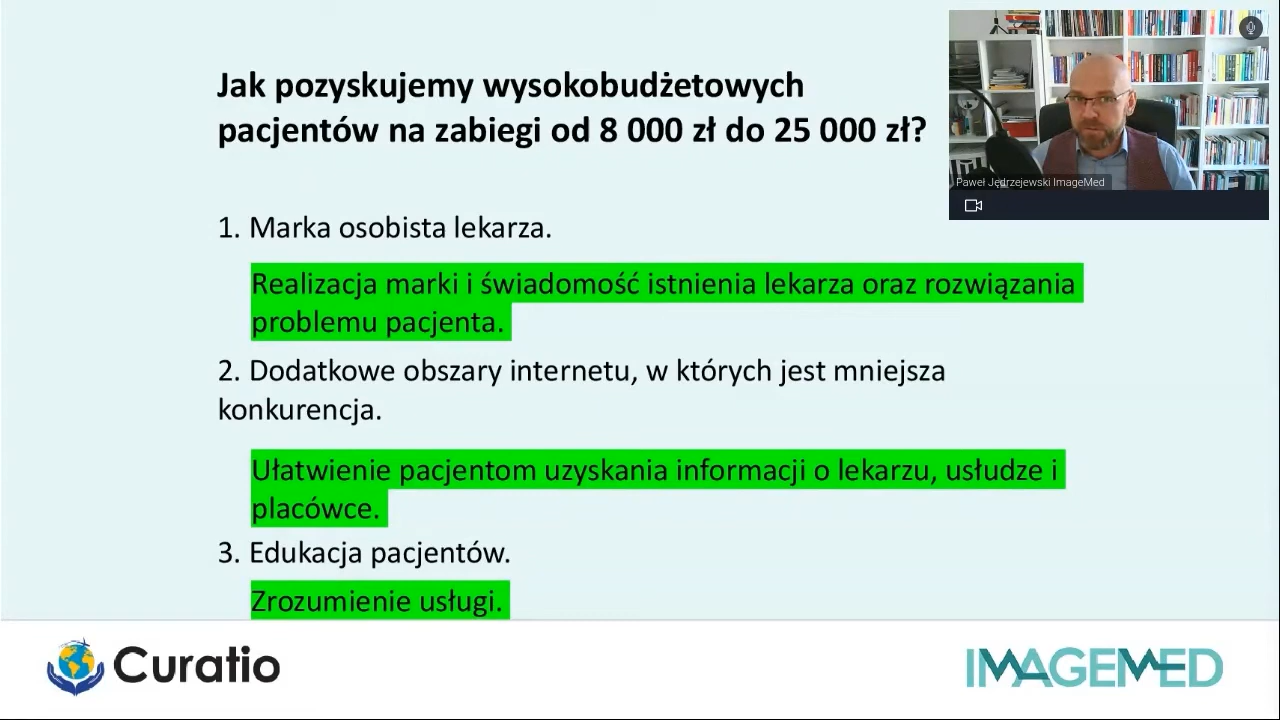 Jak pozyskujemy wysokobudżetowych
pacjentów na zabiegi od 8 000 zł do 25 000 zł?
Paweł Jędrzejewski ImageMed
1. Marka osobista lekarza.
Realizacja marki i świadomość istnienia lekarza oraz rozwiązania
problemu pacjenta.
2. Dodatkowe obszary internetu, w których jest mniejsza
konkurencja.
Ułatwienie pacjentom uzyskania informacji o lekarzu, usłudze i
placówce.
3. Edukacja pacjentów.
Zrozumienie usługi.
Curatio
IMAGEMED